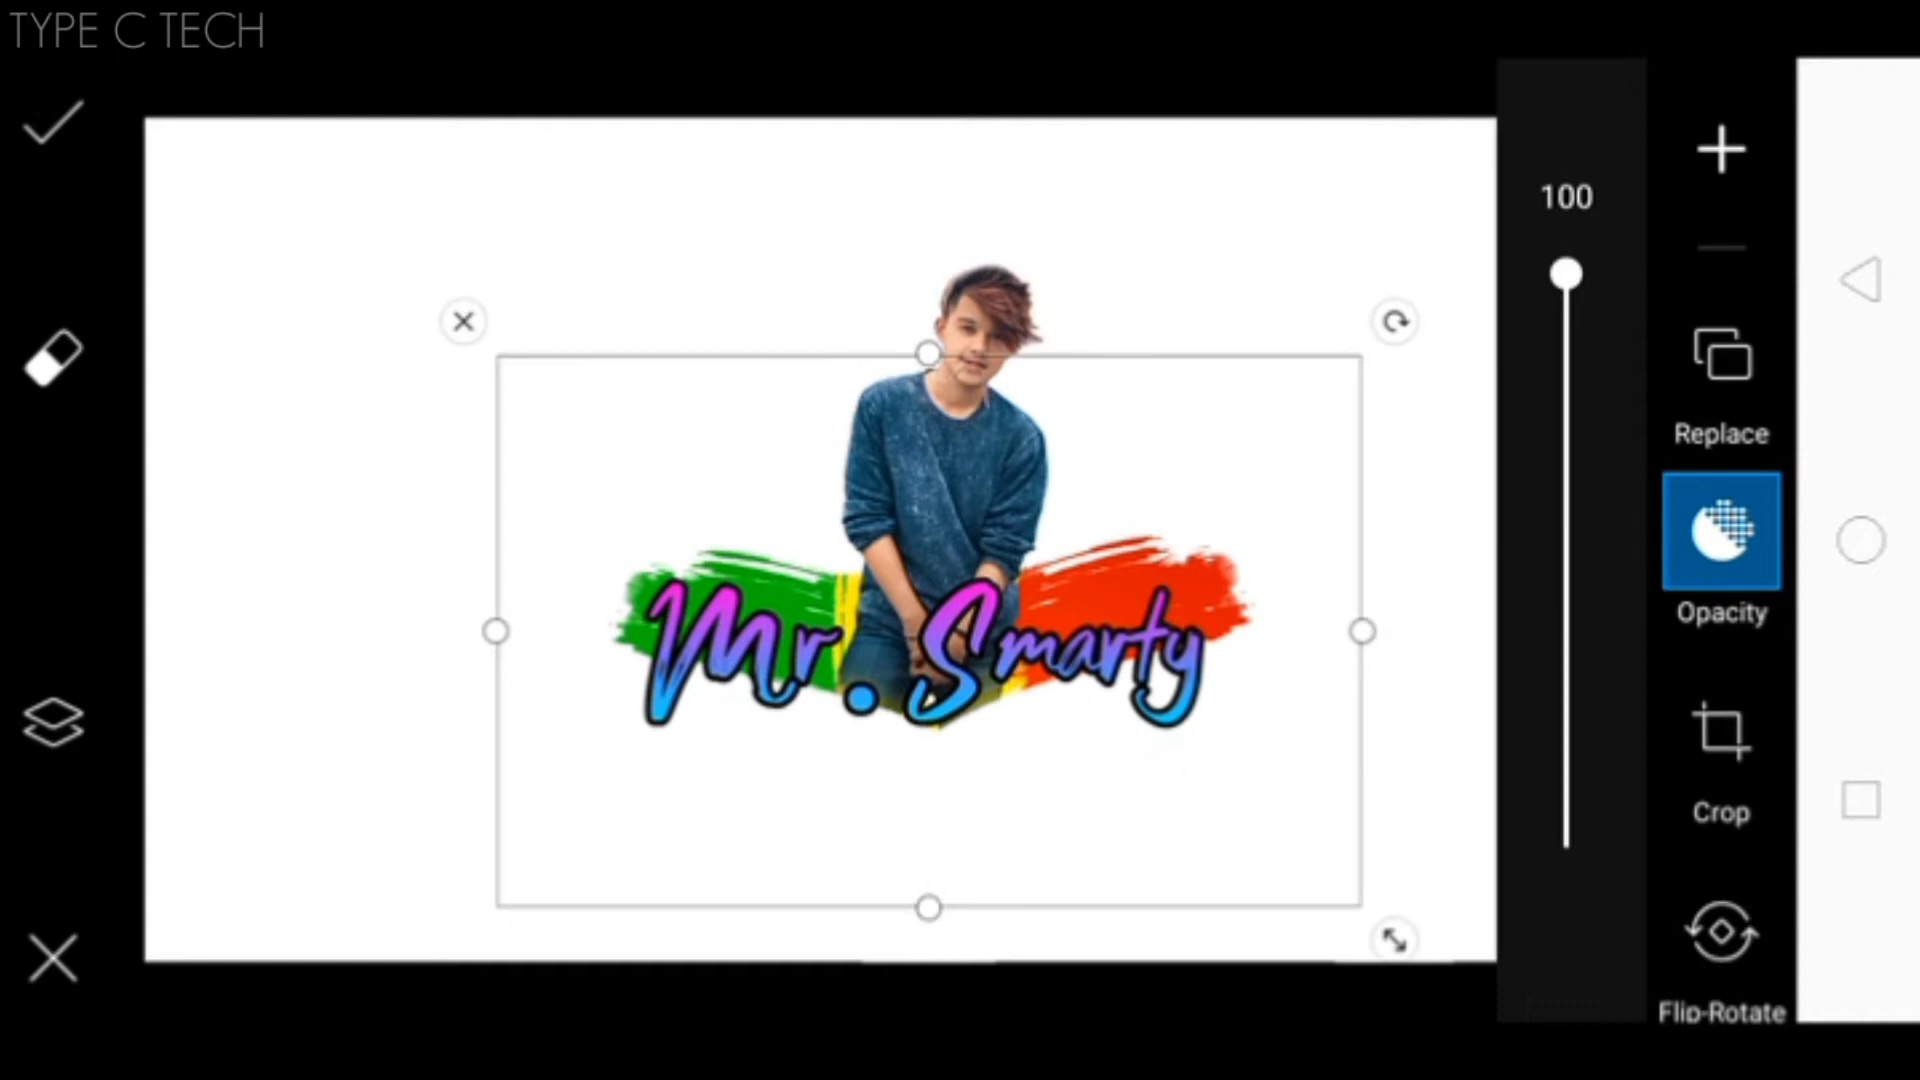 TYPE C TECH
100
Replace
Opacity
Crop
Flip-Rotate
Mr. Smarty